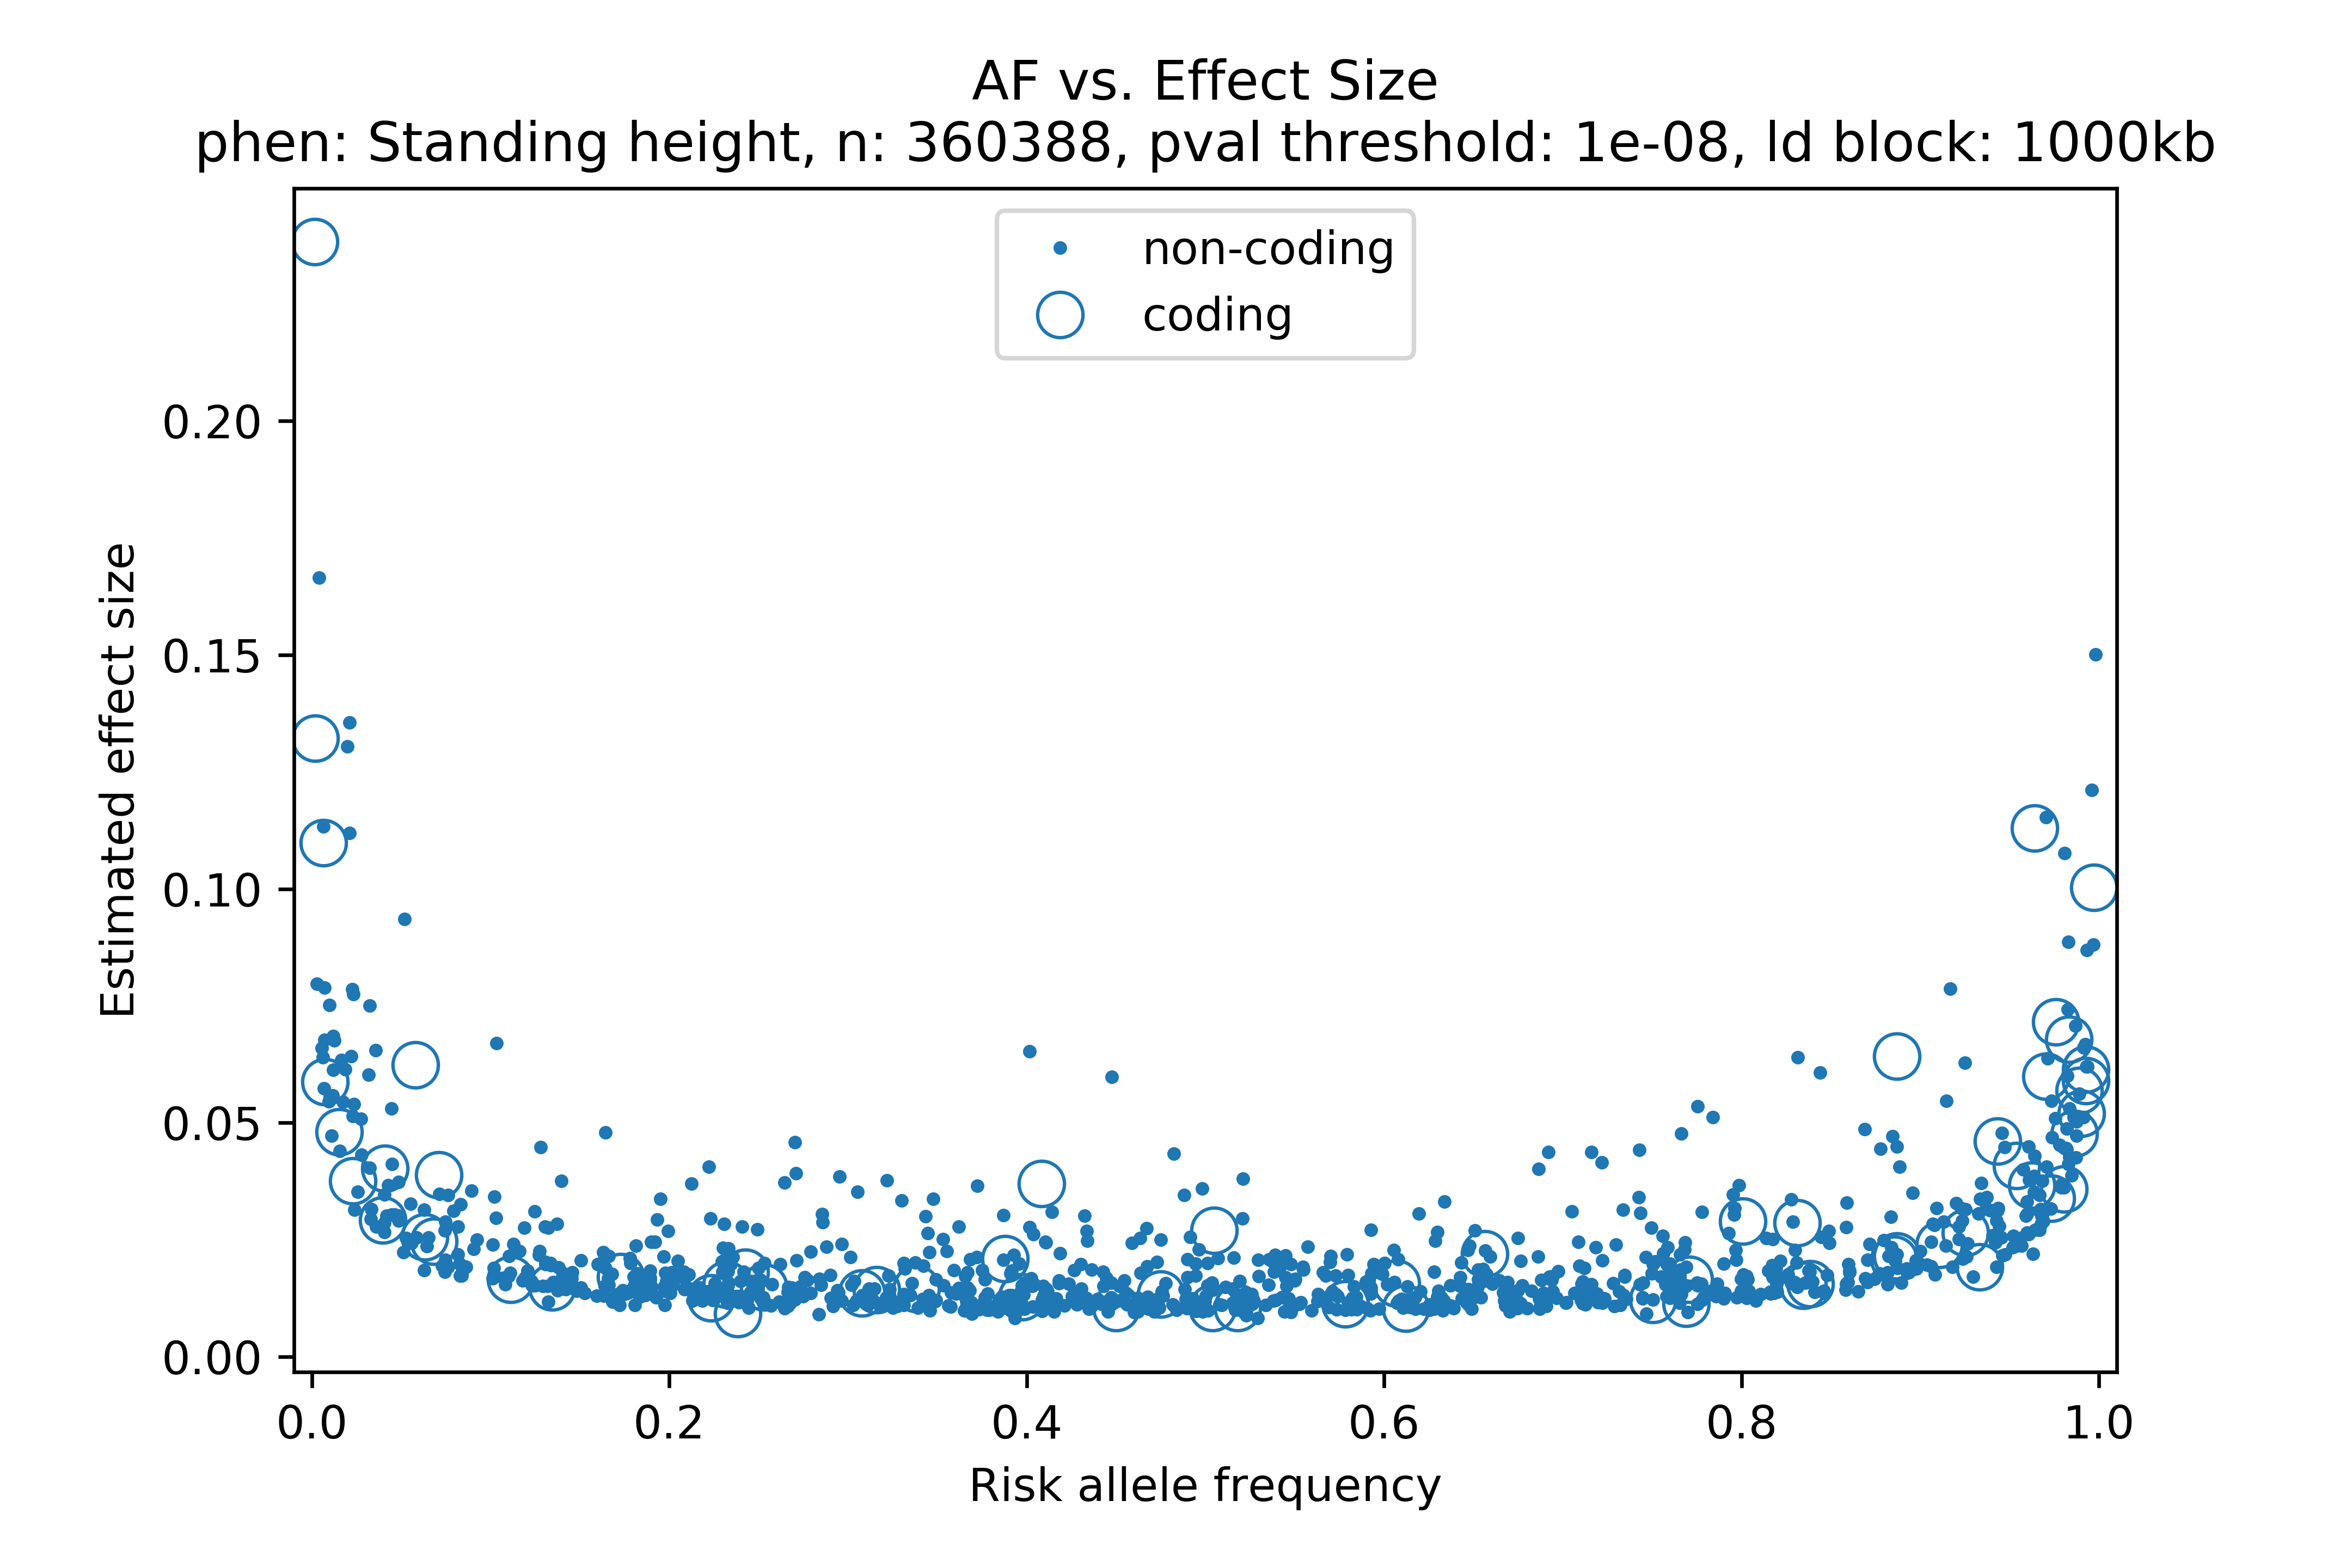 AF vs. Effect Size
phen: Standing height, n: 360388, pval threshold: 1e-08, ld block: 1000kb
non-coding
coding
0.20
0.15
0.10
0.05
0.00
Estimated effect size
0.0 0.2 0.4 0.6 0.8 1.0
Risk allele frequency